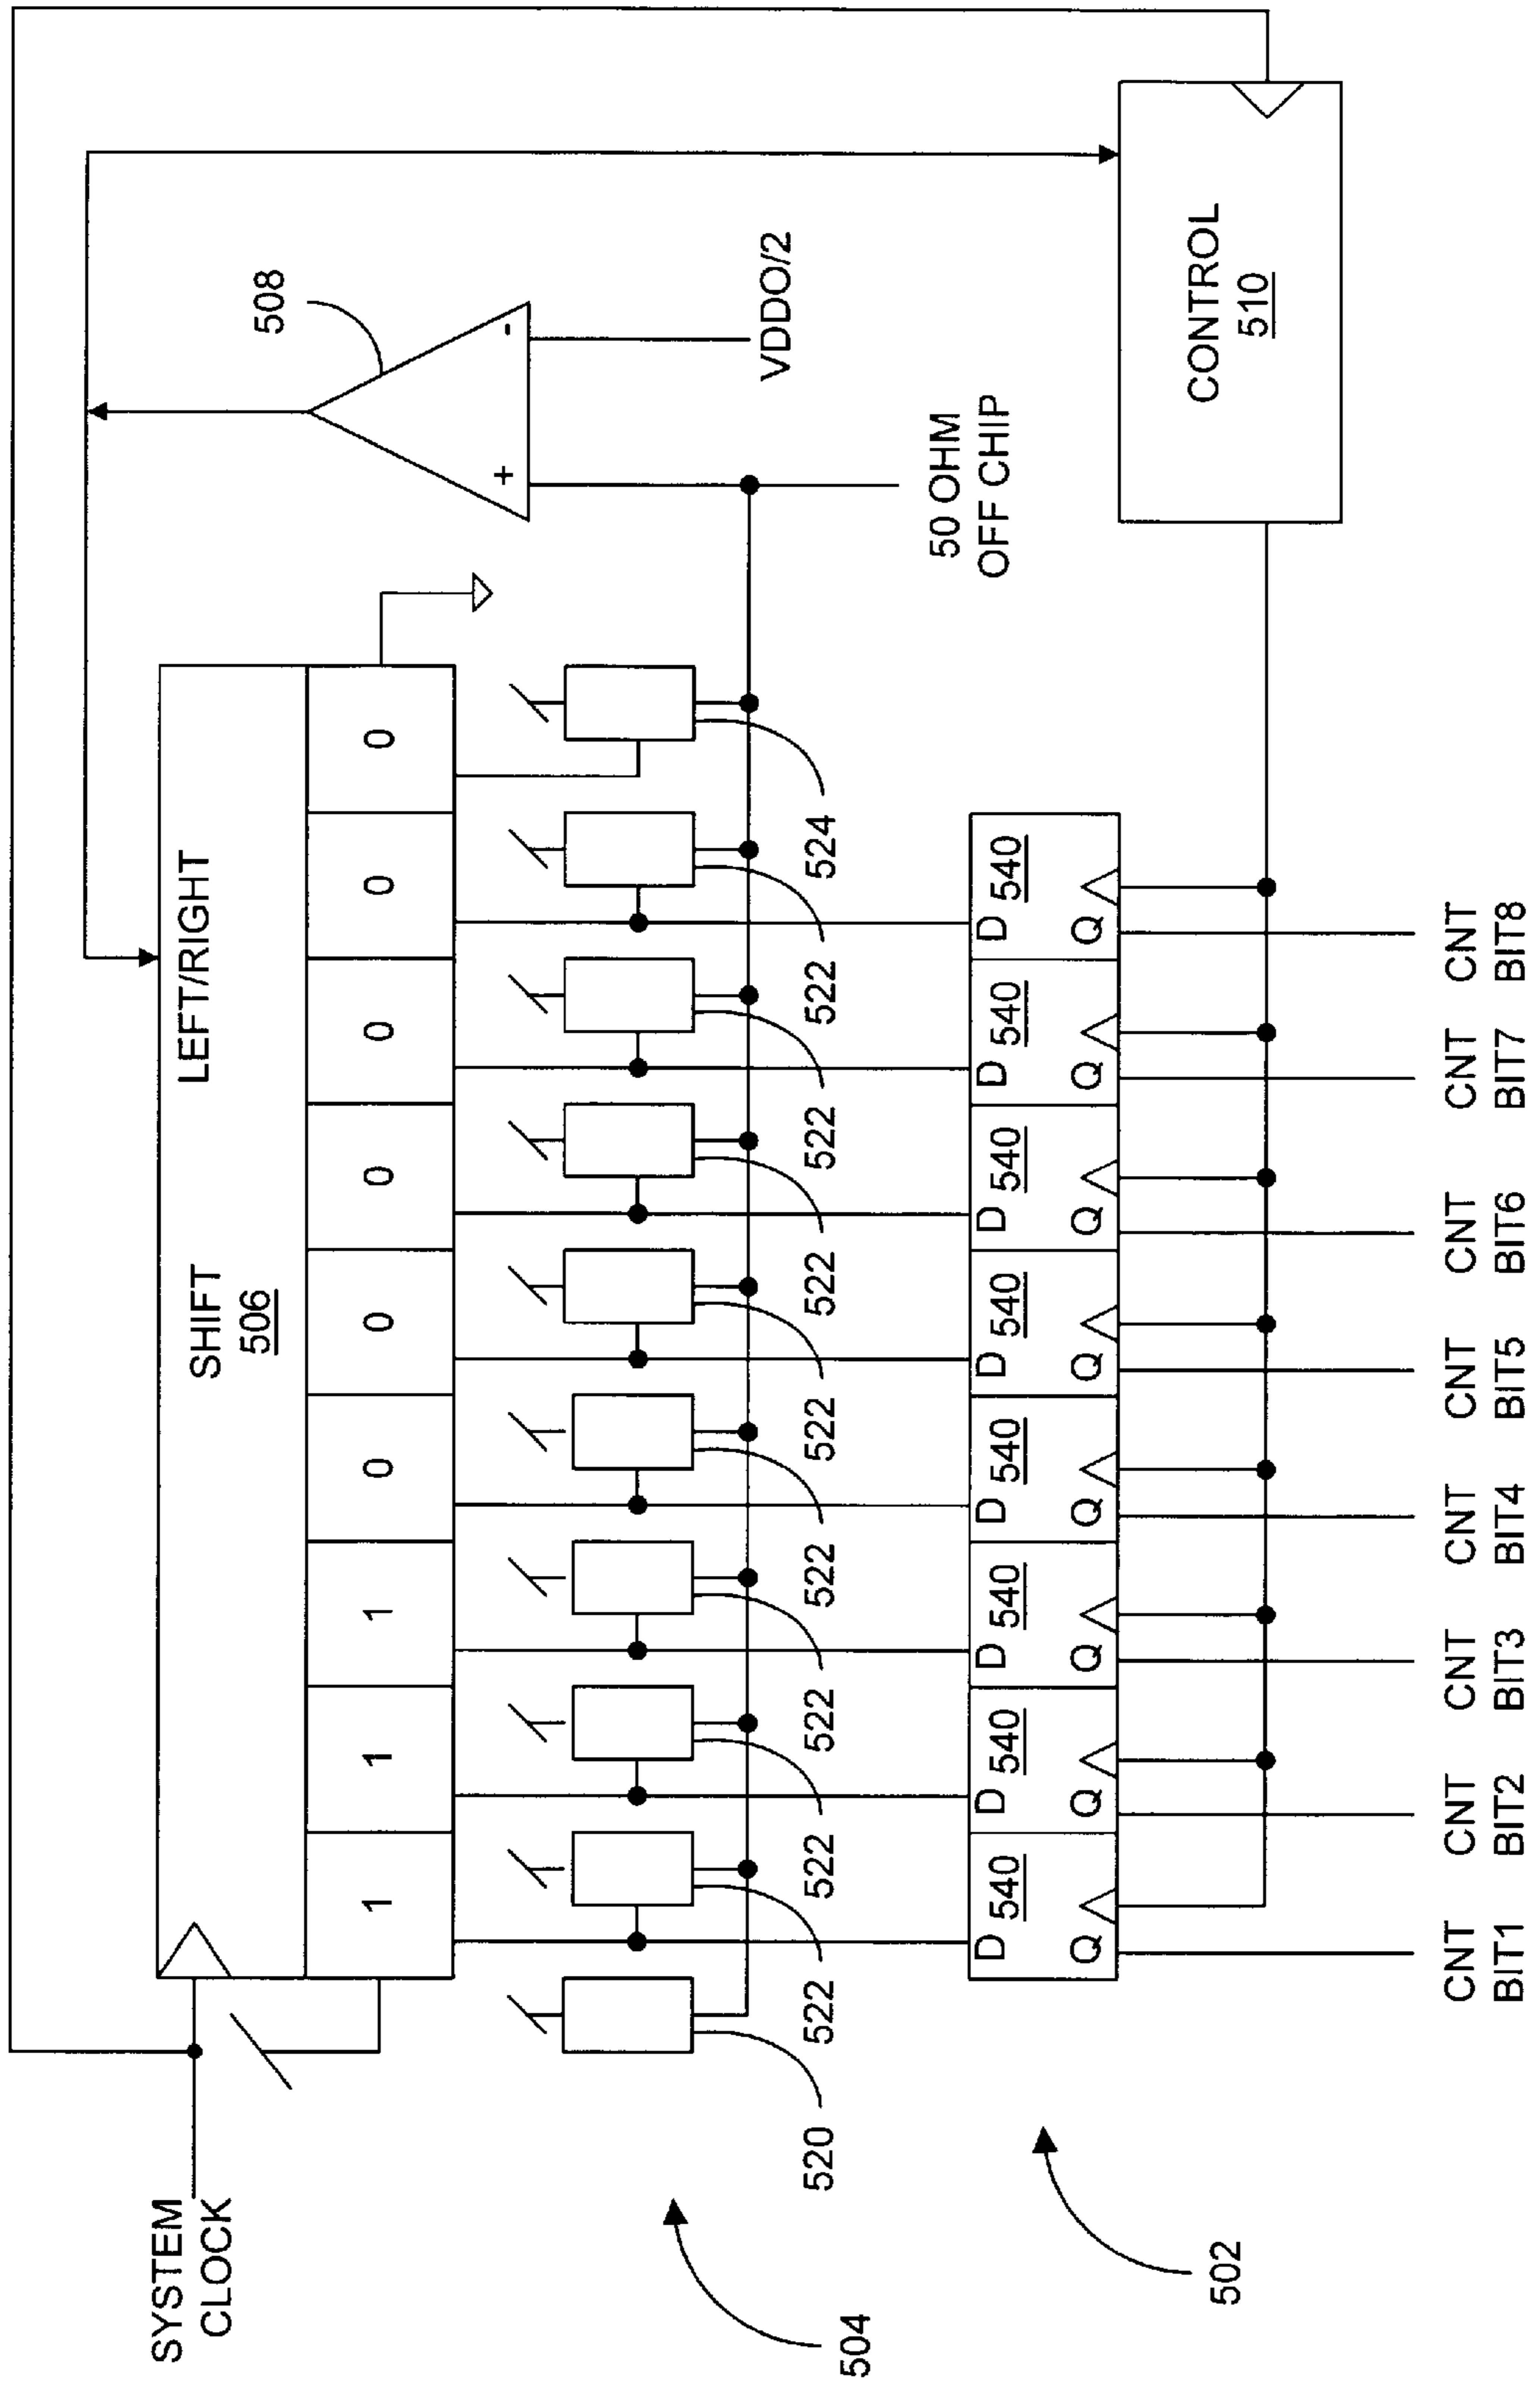 SYSTEM
CLOCK
SHIFT
506
LEFT/RIGHT
508
1 1 1 0 0 0 0 0 0
+ -
VDDO/2
520 522 522 522 522 522 522 522 522 524
504
50 OHM
OFF CHIP
D 540 D 540 D 540 D 540 D 540 D 540 D 540 D 540
Q Q Q Q Q Q Q Q
CONTROL
510
502
CNT
BIT1
CNT
BIT2
CNT
BIT3
CNT
BIT4
CNT
BIT5
CNT
BIT6
CNT
BIT7
CNT
BIT8